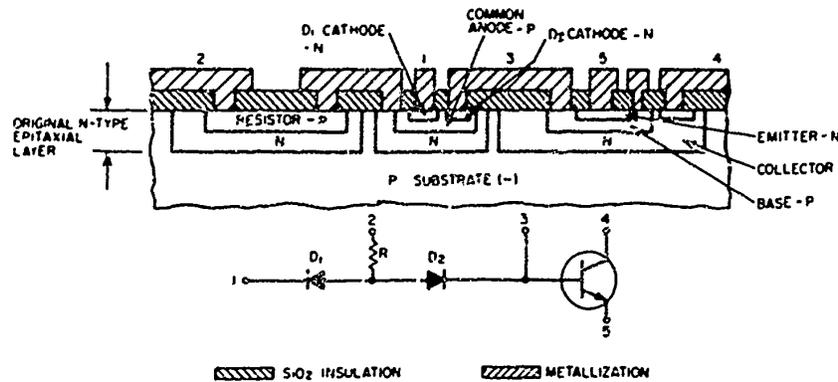 D1 CATHODE - N
COMMON ANODE - P
D2 CATHODE - N
2
1
3
5
4
ORIGINAL N-TYPE
EPITAXIAL
LAYER
RESISTOR - P
N
N
N
EMITTER - N
COLLECTOR
BASE - P
P SUBSTRATE (-)
2
3
4
R
D1
D2
1
5
SiO2 INSULATION
METALLIZATION